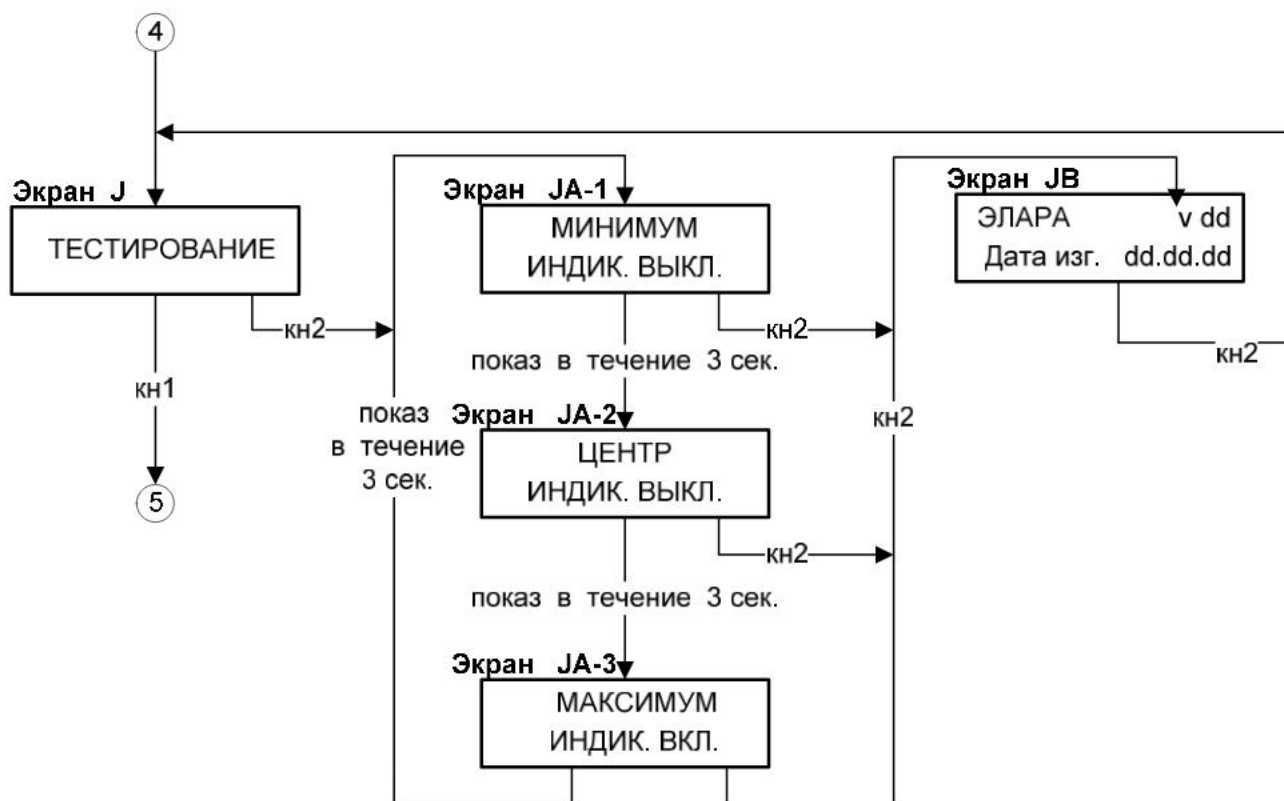 4
Экран J
ТЕСТИРОВАНИЕ
кн2
кн1
5
показ
в течение
3 сек.
Экран JA-1
МИНИМУМ
ИНДИК. ВЫКЛ.
кн2
показ в течение 3 сек.
Экран JA-2
ЦЕНТР
ИНДИК. ВЫКЛ.
кн2
показ в течение 3 сек.
Экран JA-3
МАКСИМУМ
ИНДИК. ВКЛ.
кн2
Экран JB
ЭЛАРА v dd
Дата изг. dd.dd.dd
кн2